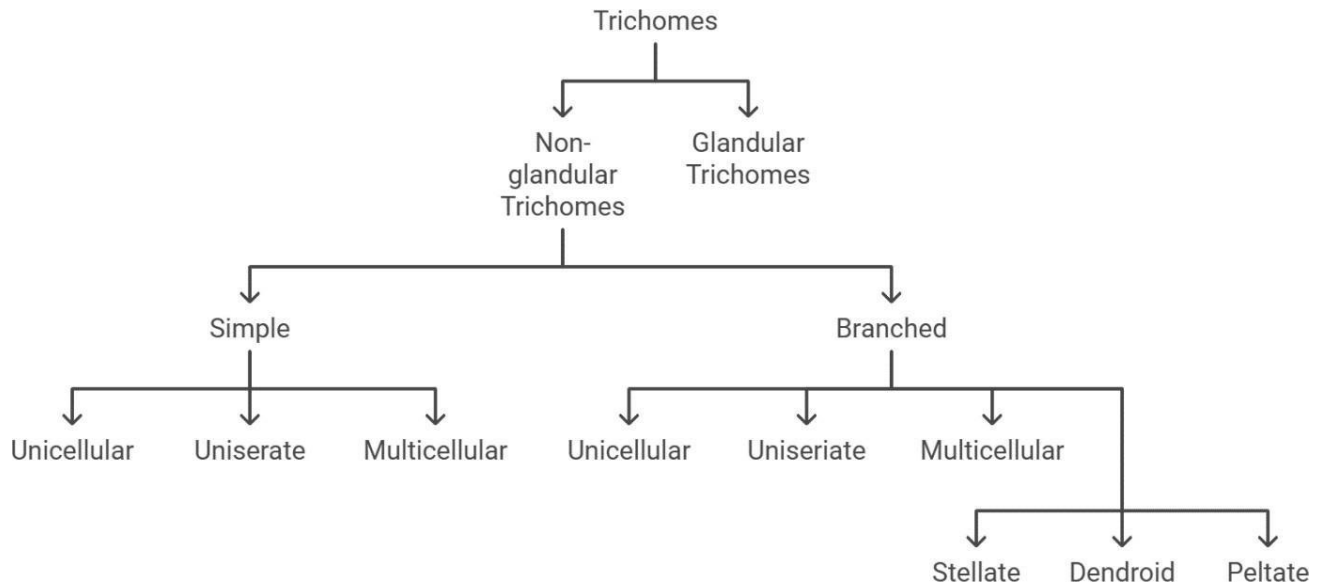 Trichomes
Non-
glandular
Trichomes
Glandular
Trichomes
Simple
Branched
Unicellular
Uniserate
Multicellular
Unicellular
Uniseriate
Multicellular
Stellate
Dendroid
Peltate